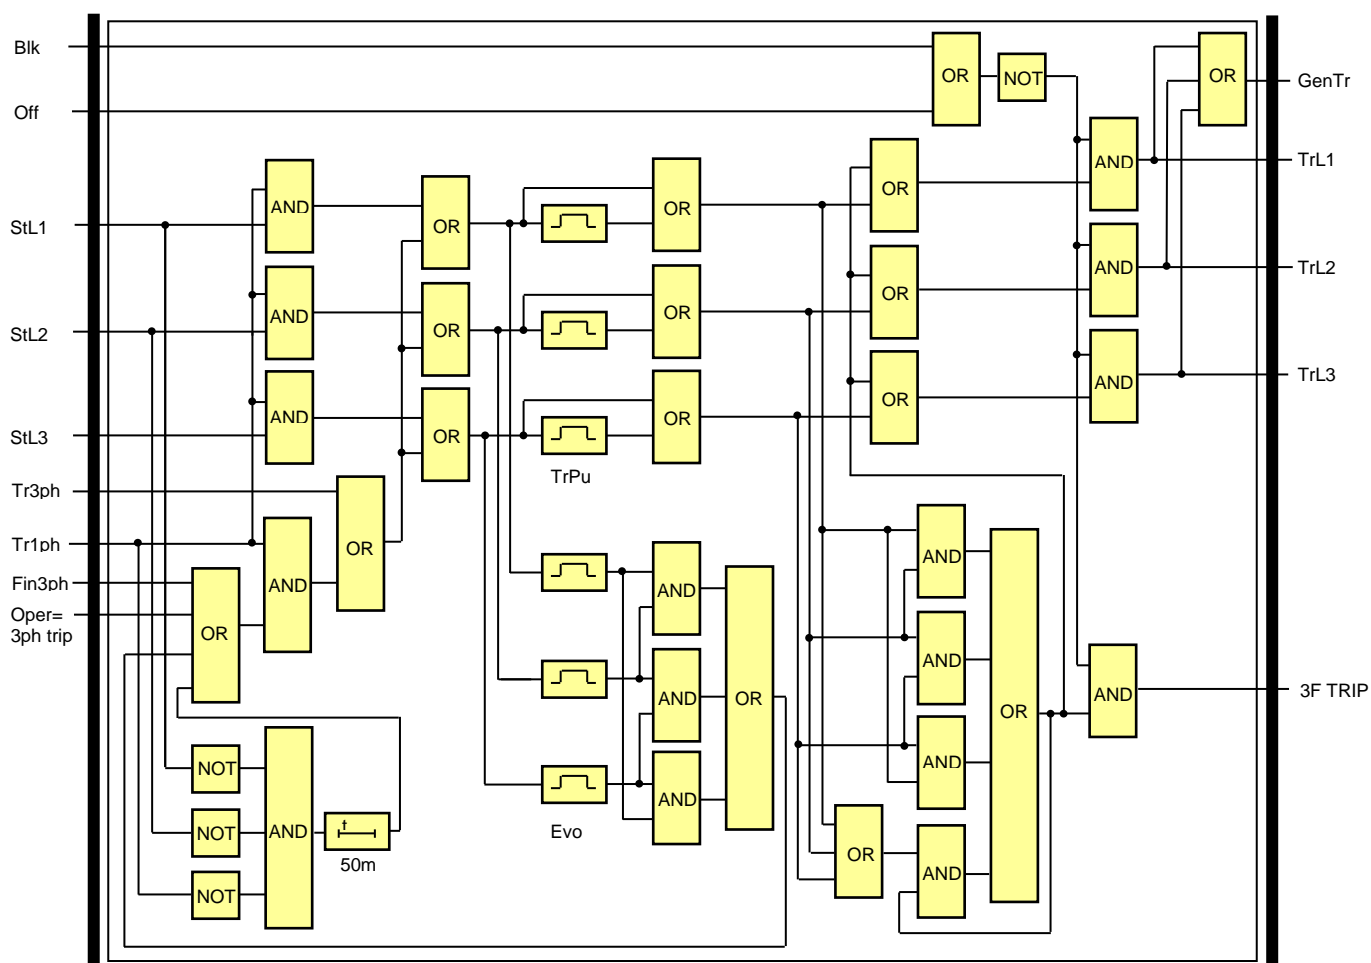 Blk
OR
NOT
OR
GenTr
Off
AND
TrL1
AND
OR
OR
OR
StL1
AND
OR
OR
OR
AND
TrL2
StL2
AND
OR
OR
OR
AND
TrL3
StL3
TrPu
Tr3ph
OR
Tr1ph
AND
AND
Fin3ph
AND
Oper=
3ph trip
OR
AND
AND
OR
OR
AND
3F TRIP
NOT
AND
AND
NOT
AND
t
50m
Evo
OR
AND
NOT